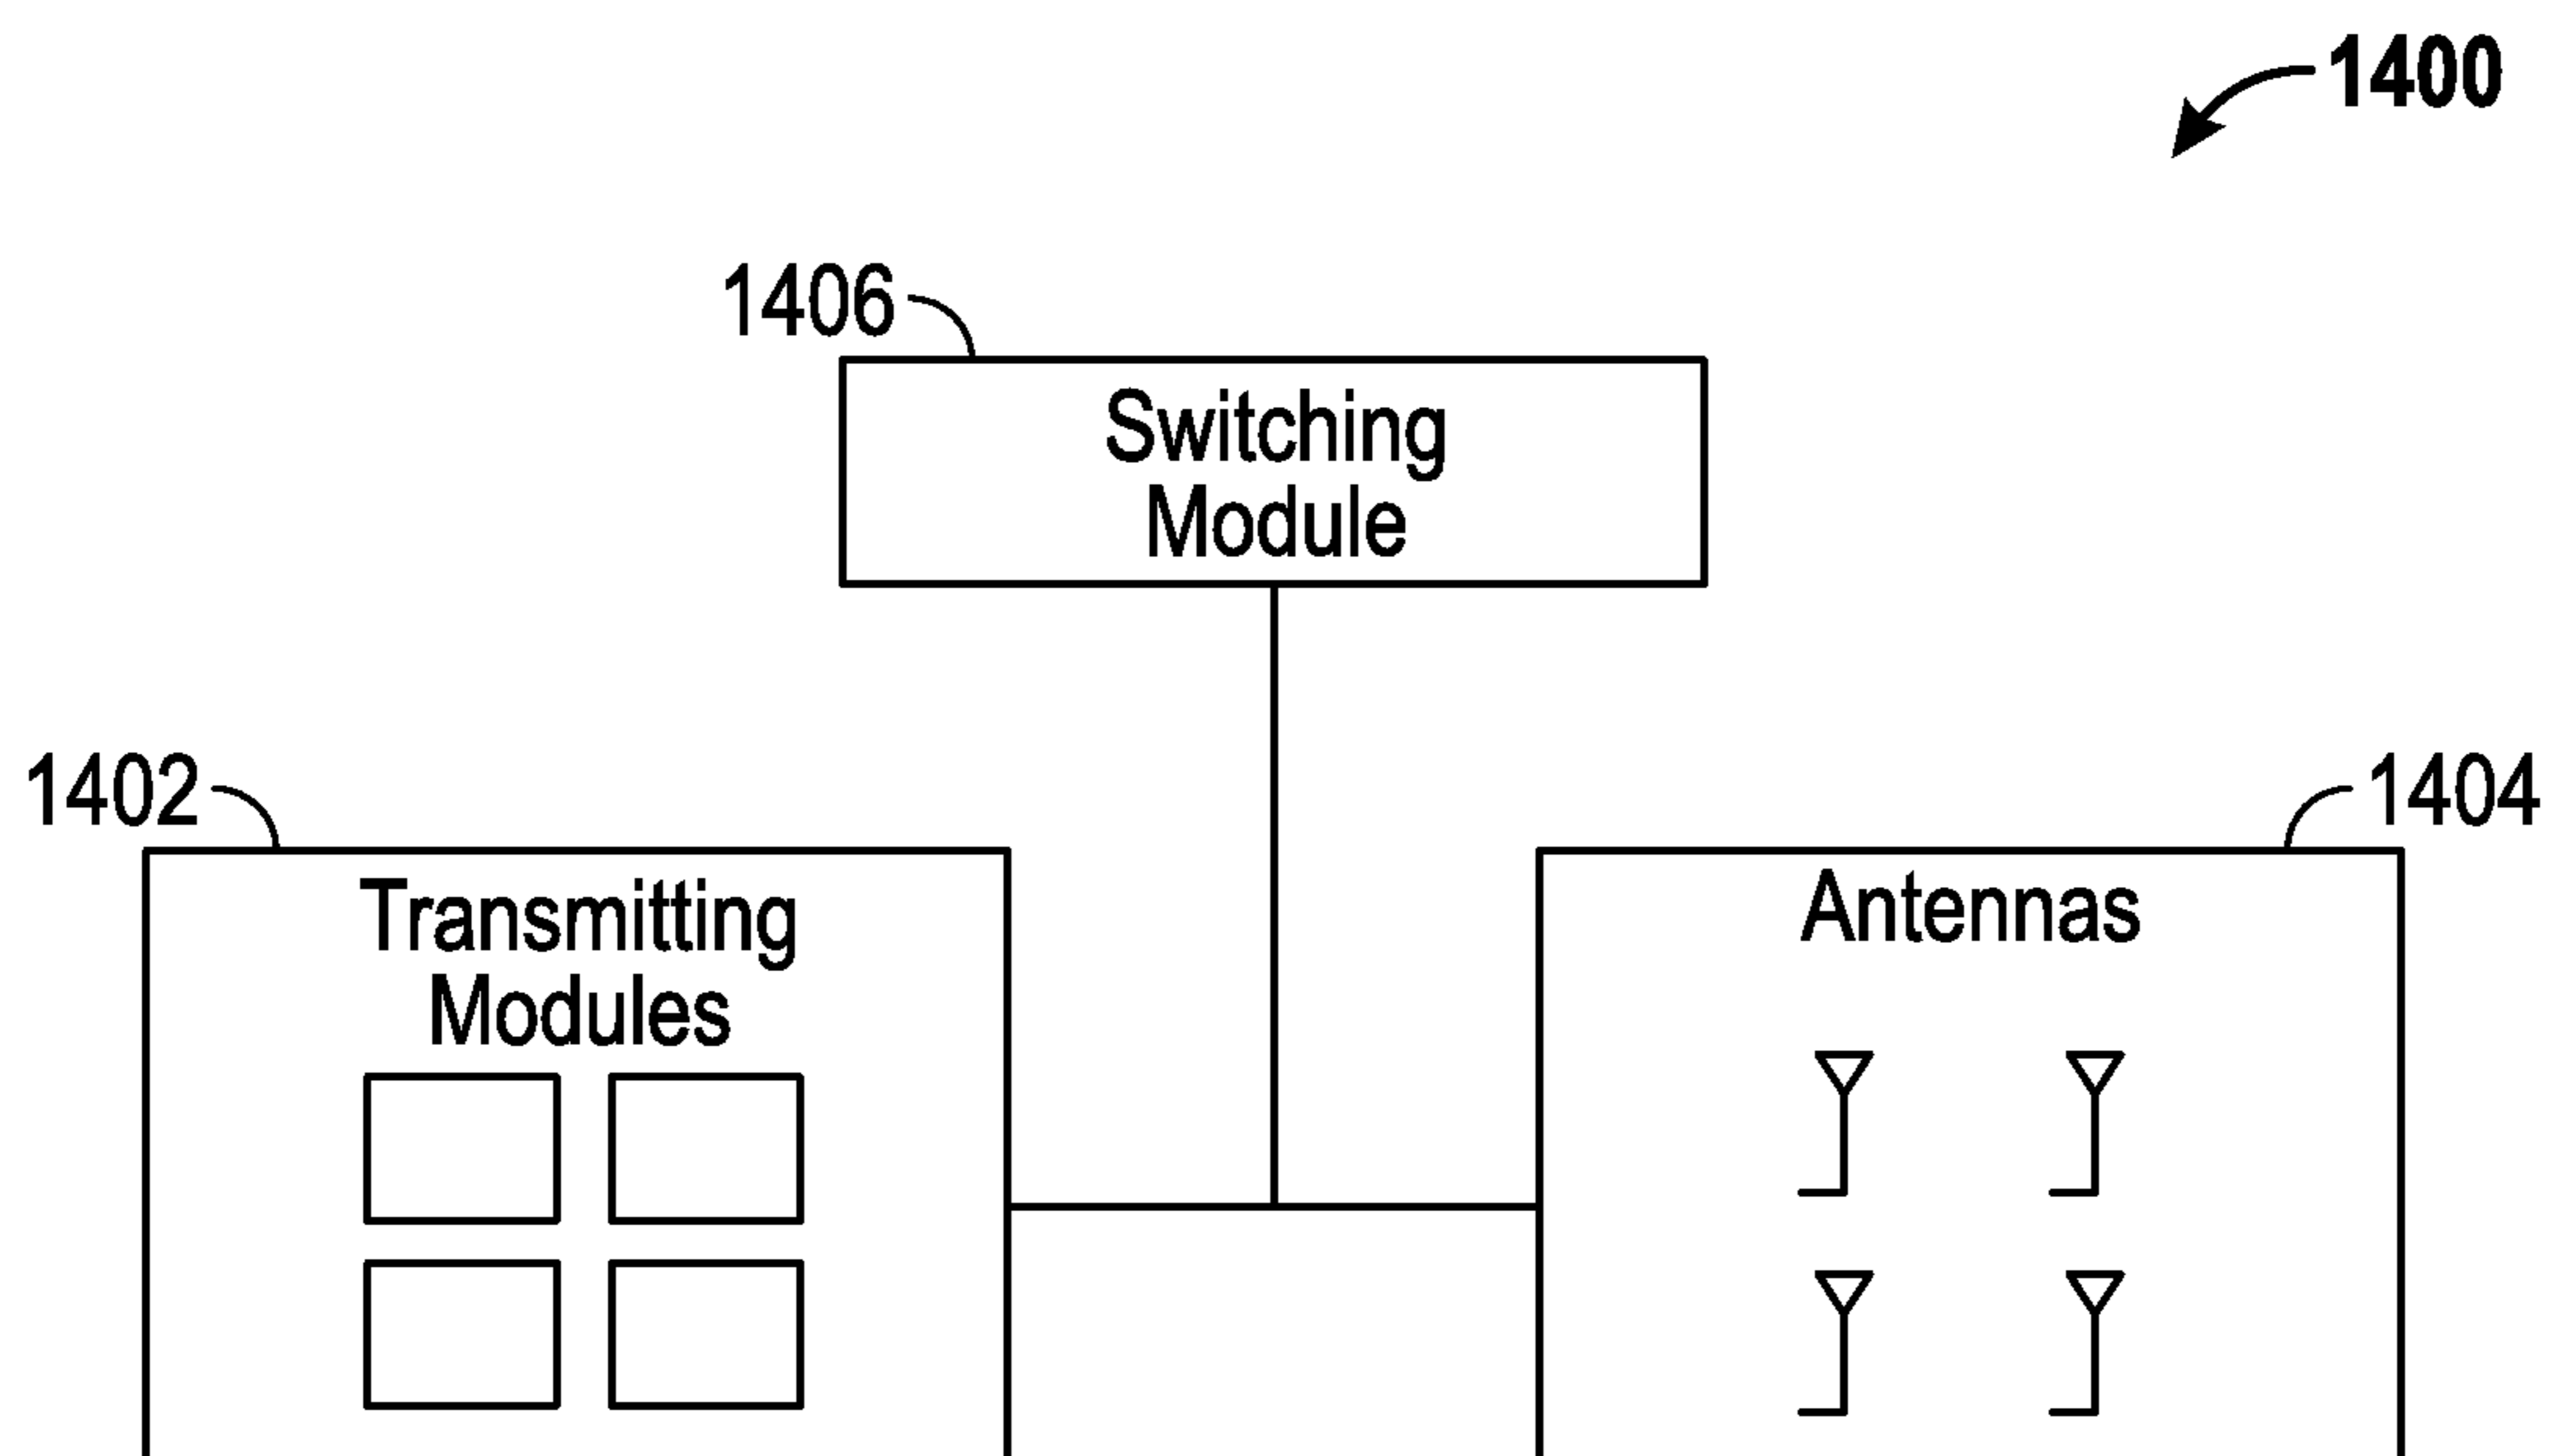 1400
1406
Switching
Module
1402
1404
Transmitting
Modules
Antennas